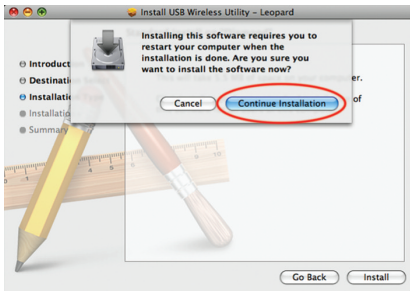 Install USB Wireless Utility – Leopard
Installing this software requires you to
restart your computer when the
installation is done. Are you sure you
want to install the software now?
Cancel
Continue Installation
Introduct
Destinatio
Installatio
Installatio
Summary
er.
of
Go Back
Install